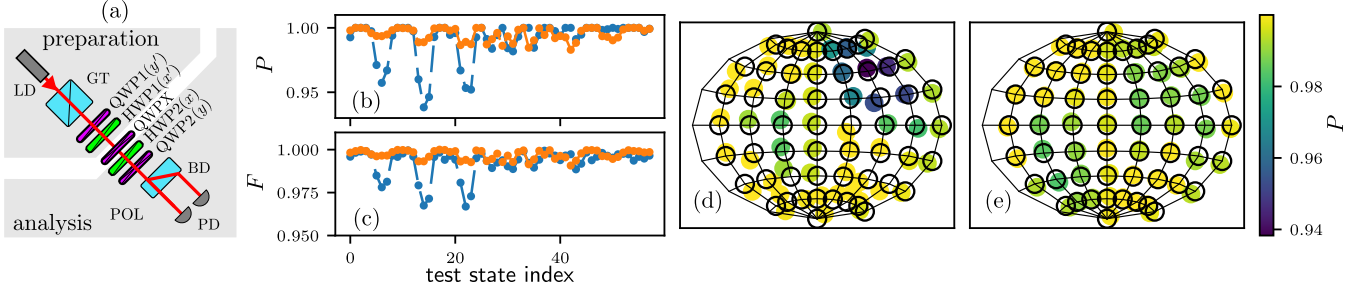 (a)
preparation
GT
LD
QWP1(y′)
HWP1(x′)
QWPX
HWP2(x)
QWP2(y)
BD
POL
PD
analysis
P
1.00
0.95
(b)
F
1.000
0.975
0.950
(c)
0
20
40
test state index
(d)
(e)
0.98
0.96
0.94
P